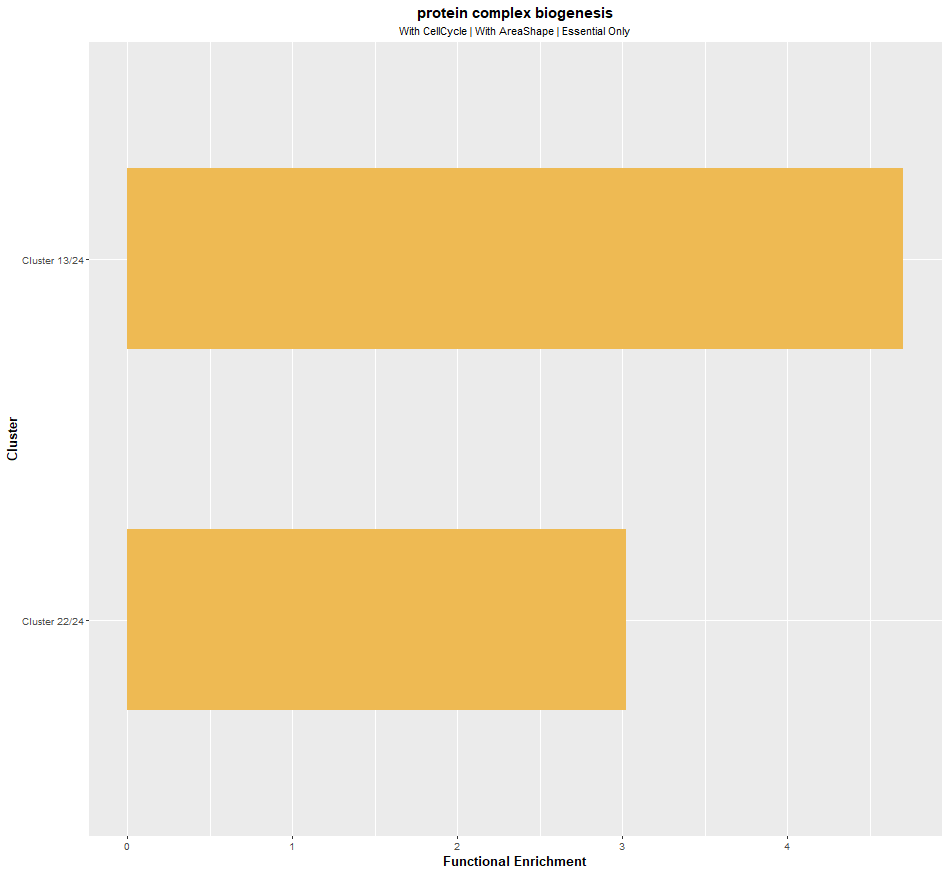 protein complex biogenesis
With CellCycle | With AreaShape | Essential Only
Cluster
Cluster 13/24
Cluster 22/24
0 1 2 3 4
Functional Enrichment